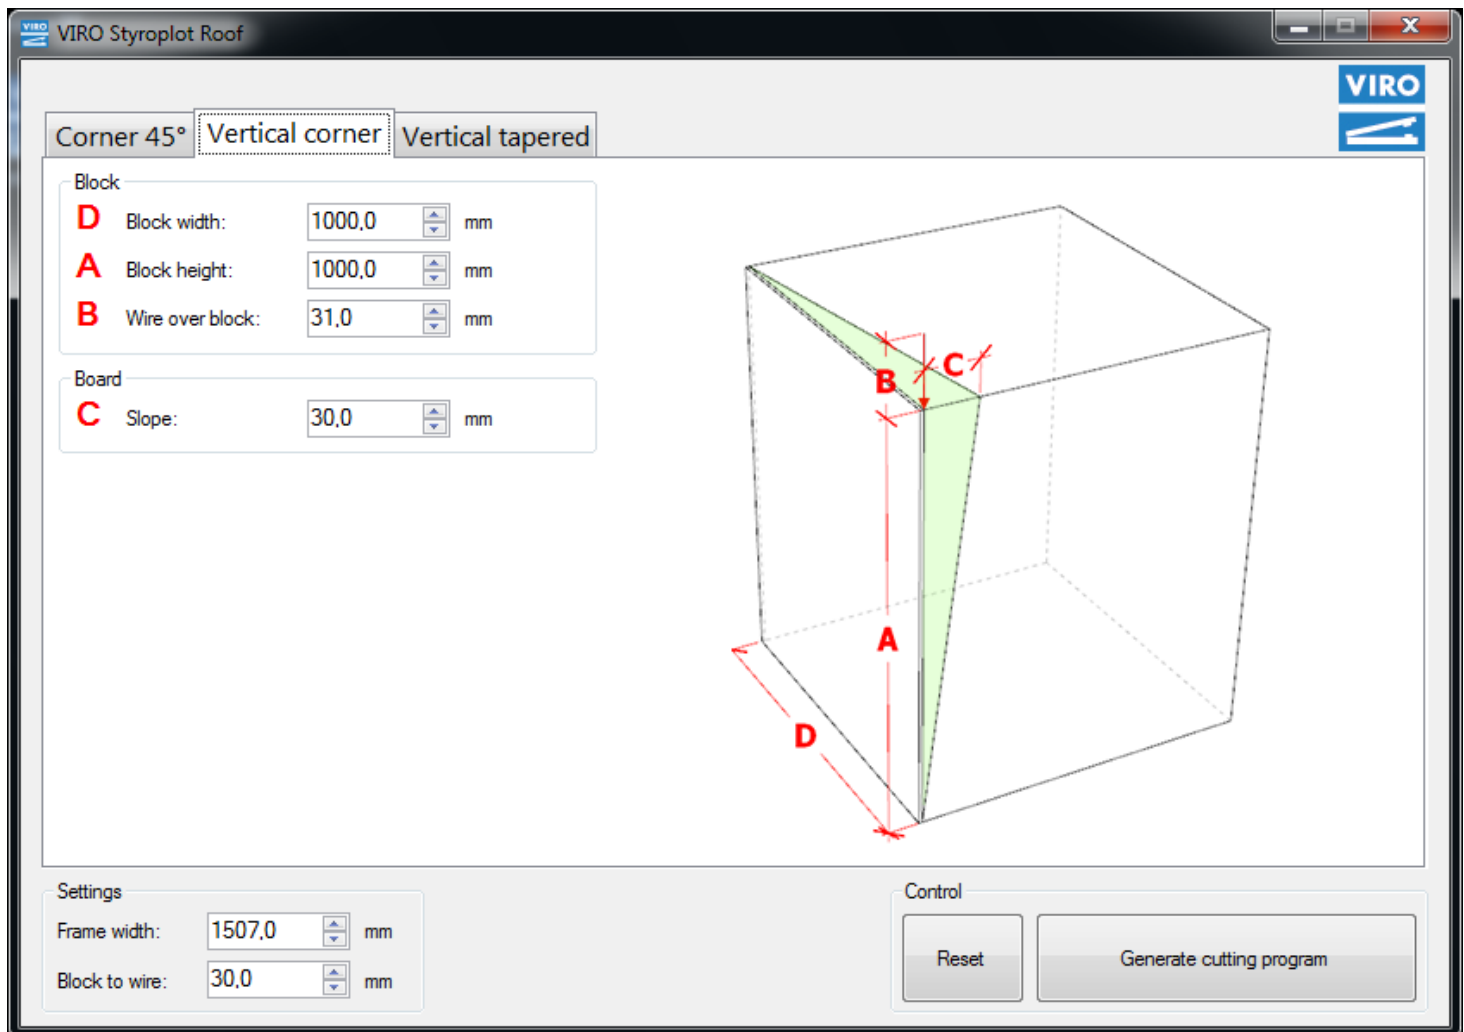 VIRO VIRO Styroplot Roof
X
VIRO
Corner 45° Vertical corner Vertical tapered
Block
D Block width: 1000,0 mm
A Block height: 1000,0 mm
B Wire over block: 31,0 mm
Board
C Slope: 30,0 mm
B C
A
D
Settings
Frame width: 1507,0 mm
Block to wire: 30,0 mm
Control
Reset Generate cutting program